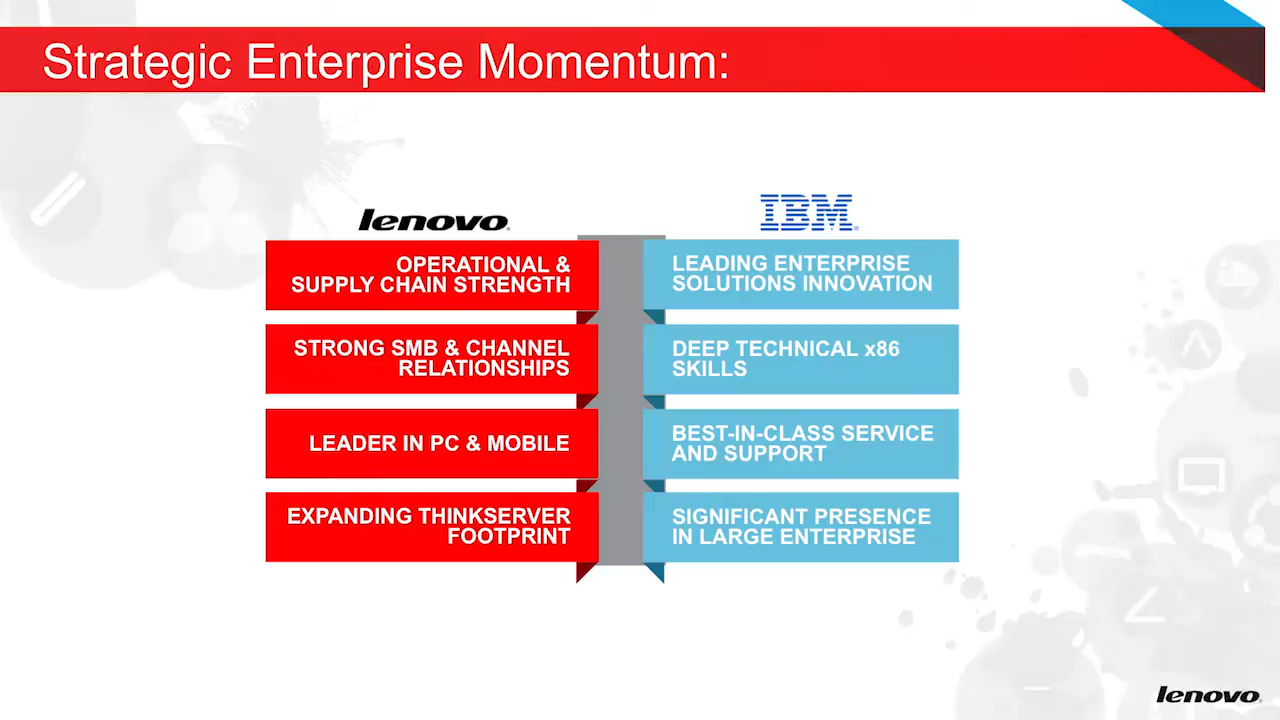 Strategic Enterprise Momentum:
lenovo
OPERATIONAL &
SUPPLY CHAIN STRENGTH
STRONG SMB & CHANNEL
RELATIONSHIPS
LEADER IN PC & MOBILE
EXPANDING THINKSERVER
FOOTPRINT
IBM®
LEADING ENTERPRISE
SOLUTIONS INNOVATION
DEEP TECHNICAL x86
SKILLS
BEST-IN-CLASS SERVICE
AND SUPPORT
SIGNIFICANT PRESENCE
IN LARGE ENTERPRISE
lenovo